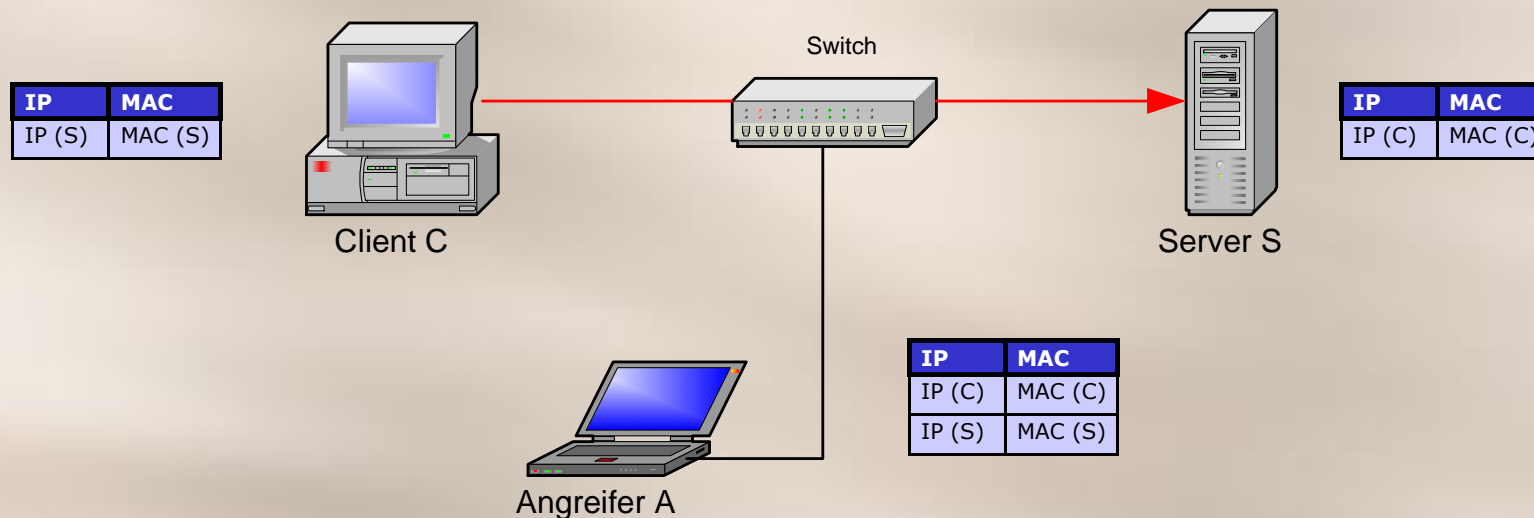 Switch
IP MAC
IP (S) MAC (S)
IP MAC
IP (C) MAC (C)
Client C
Server S
IP MAC
IP (C) MAC (C)
IP (S) MAC (S)
Angreifer A